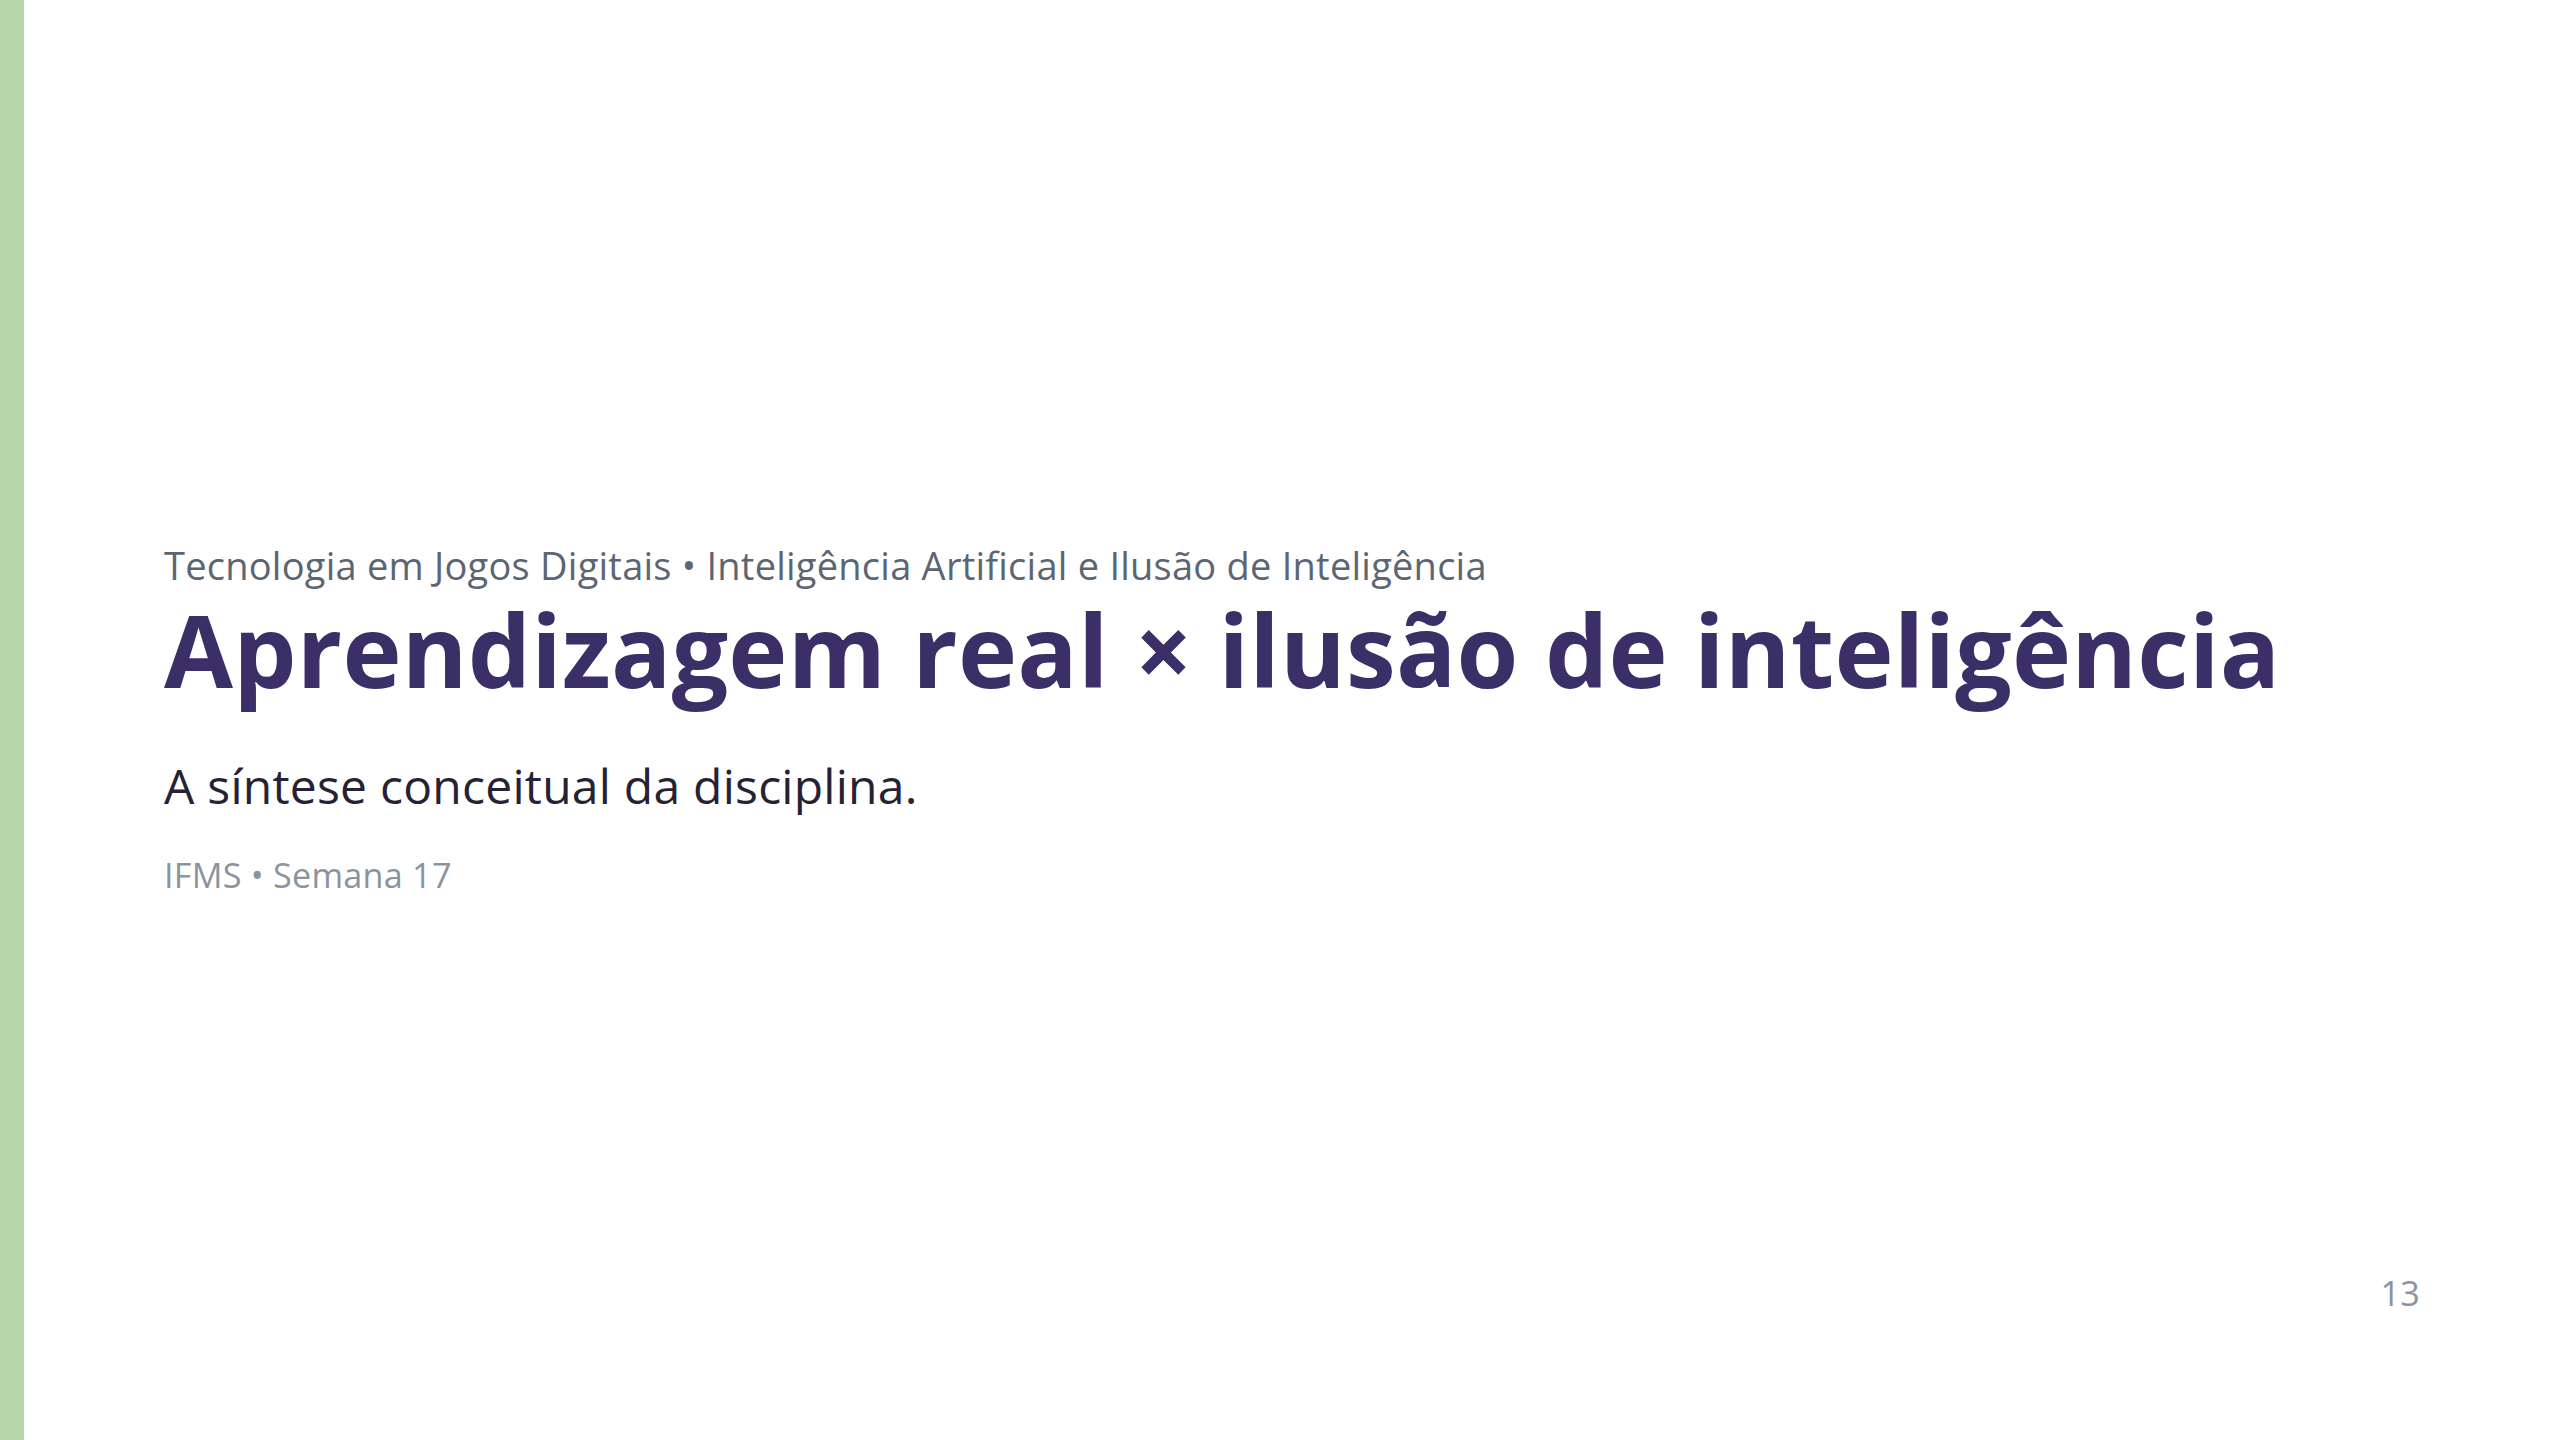 Tecnologia em Jogos Digitais • Inteligência Artificial e Ilusão de Inteligência
Aprendizagem real × ilusão de inteligência
A síntese conceitual da disciplina.
IFMS • Semana 17
13